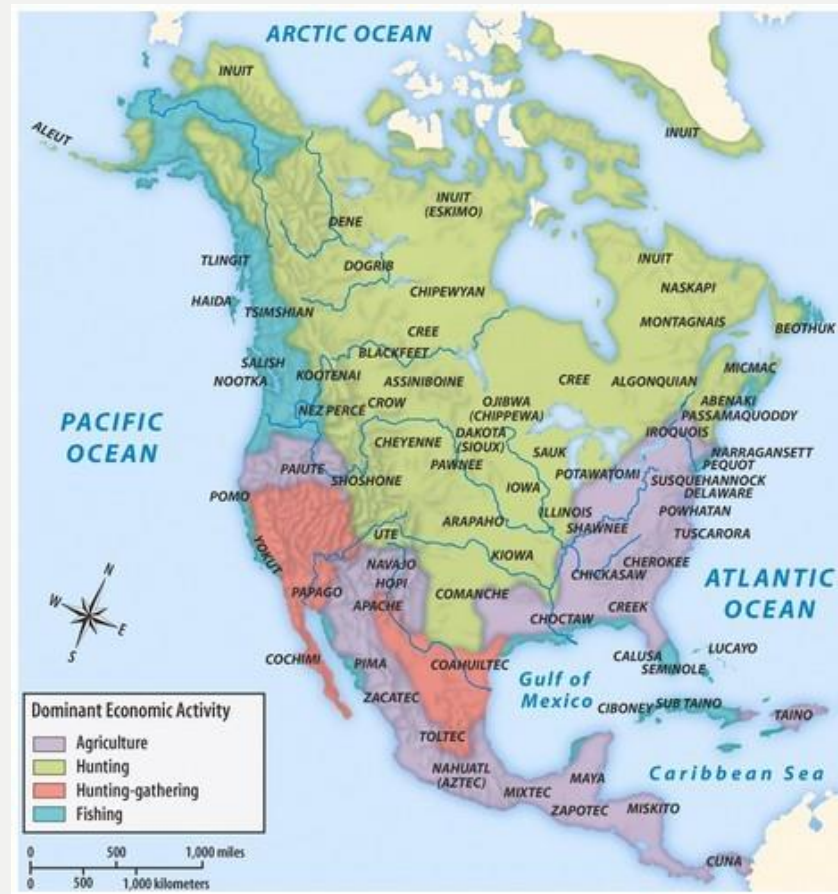 ARCTIC OCEAN
INUIT
ALEUT
INUIT
INUIT
(ESKIMO)
DENE
TLINGIT
DOGRIB
INUIT
HAIDA
CHIPEWYAN
NASKAPI
TSIMSHIAN
MONTAGNAIS
CREE
BEOTHUK
BLACKFEET
SALISH
KOOTENAI
MICMAC
NOOTKA
ASSINIBOINE
CREE
ALGONQUIAN
NEZ PERCÉ
CROW
OJIBWA
(CHIPPEWA)
ABENAKI
PASSAMAQUODDY
PACIFIC
OCEAN
CHEYENNE
DAKOTA
(SIOUX)
IROQUOIS
SAUK
NARRAGANSETT
PAIUTE
PAWNEE
POTAWATOMI
PEQUOT
SHOSHONE
SUSQUEHANNOCK
IOWA
DELAWARE
POMO
ILLINOIS
POWHATAN
ARAPAHO
SHAWNEE
UTE
TUSCARORA
YOKUT
KIOWA
NAVAJO
CHEROKEE
HOPI
CHICKASAW
ATLANTIC
OCEAN
PAPAGO
COMANCHE
APACHE
CREEK
CHOCTAW
N
W
E
S
COCHIMI
PIMA
COAHUILTEC
CALUSA
LUCAYO
SEMINOLE
Gulf of
Mexico
ZACATEC
CIBONEY
SUB TAINO
TAINO
TOLTEC
NAHUATL
(AZTEC)
MAYA
Caribbean Sea
MIXTEC
ZAPOTEC
MISKITO
CUNA
Dominant Economic Activity
Agriculture
Hunting
Hunting-gathering
Fishing
0 500 1,000 miles
0 500 1,000 kilometers